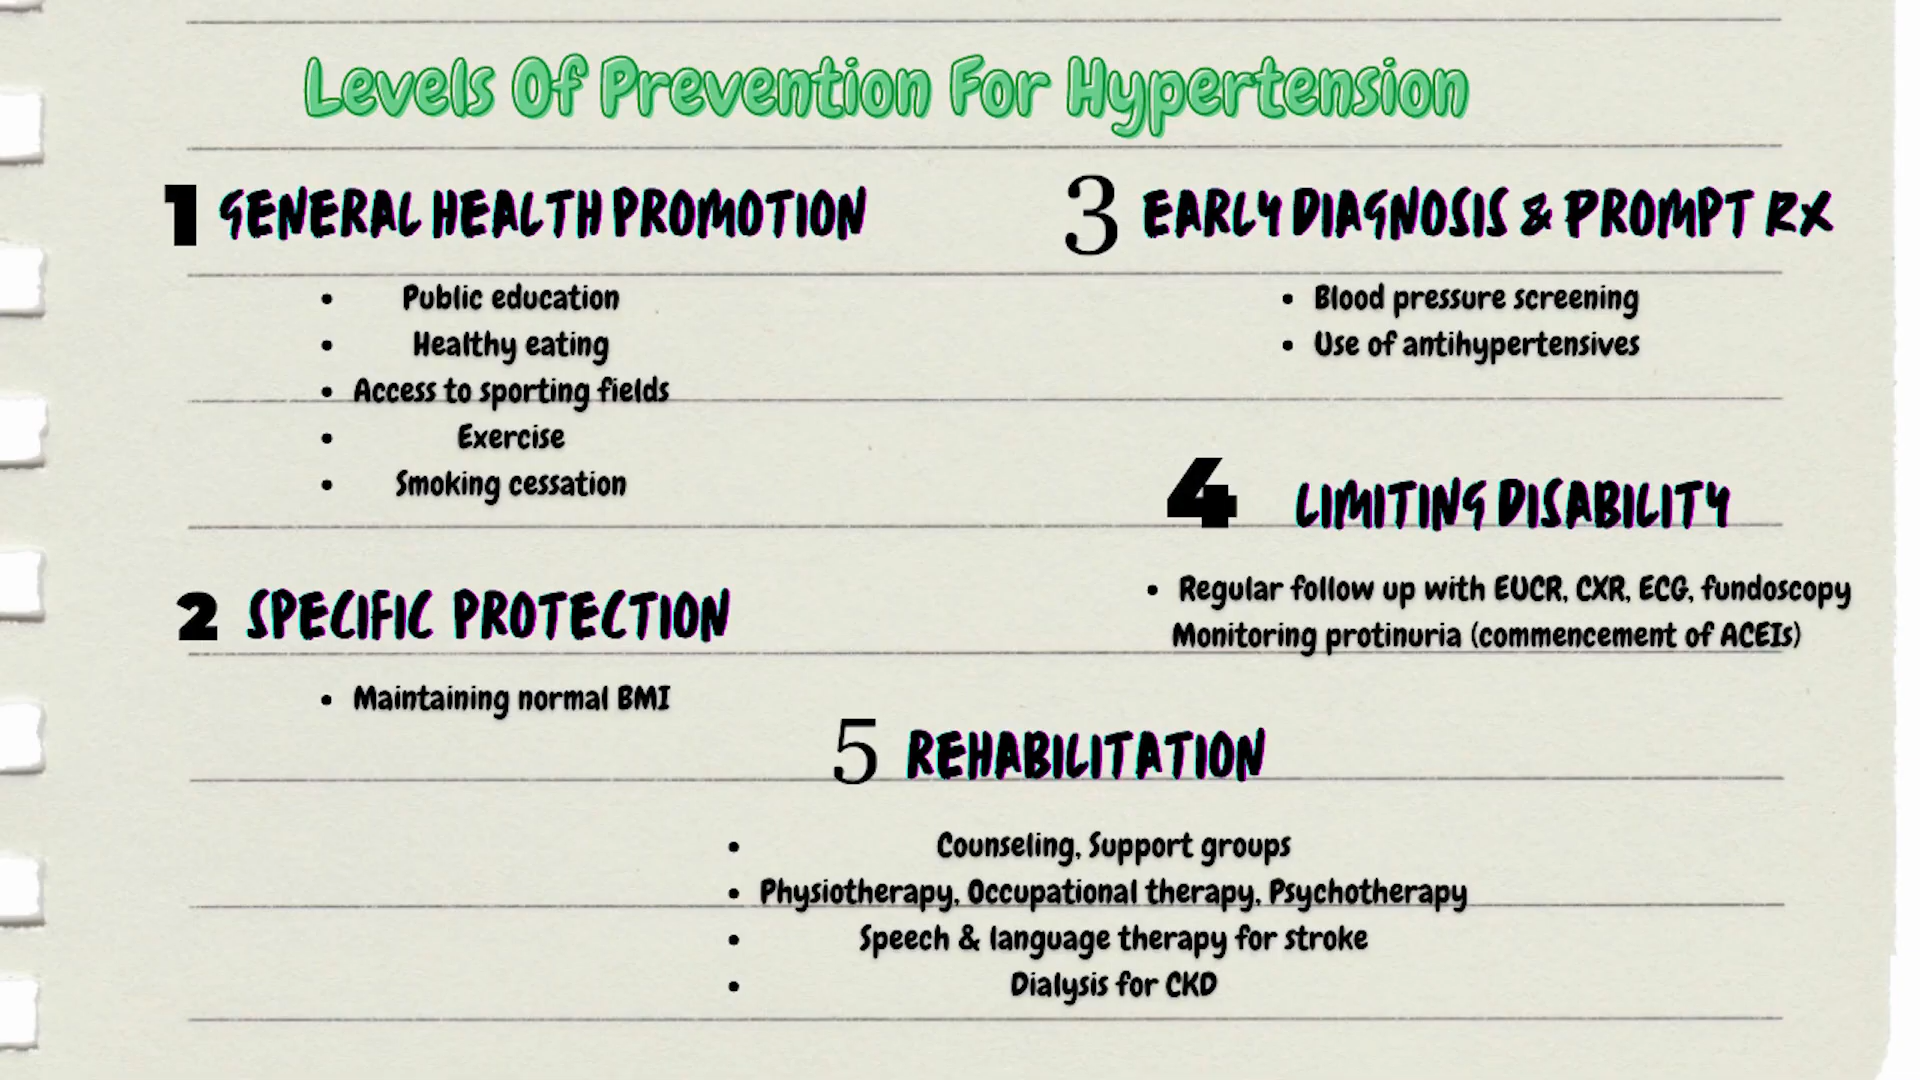 Levels Of Prevention For Hypertension
1 GENERAL HEALTH PROMOTION
• Public education
• Healthy eating
• Access to sporting fields
• Exercise
• Smoking cessation
2 SPECIFIC PROTECTION
• Maintaining normal BMI
3 EARLY DIAGNOSIS & PROMPT RX
• Blood pressure screening
• Use of antihypertensives
4 LIMITING DISABILITY
• Regular follow up with EUCR, CXR, ECG, fundoscopy
Monitoring protinuria (commencement of ACEIs)
5 REHABILITATION
• Counseling, Support groups
• Physiotherapy, Occupational therapy, Psychotherapy
• Speech & language therapy for stroke
• Dialysis for CKD